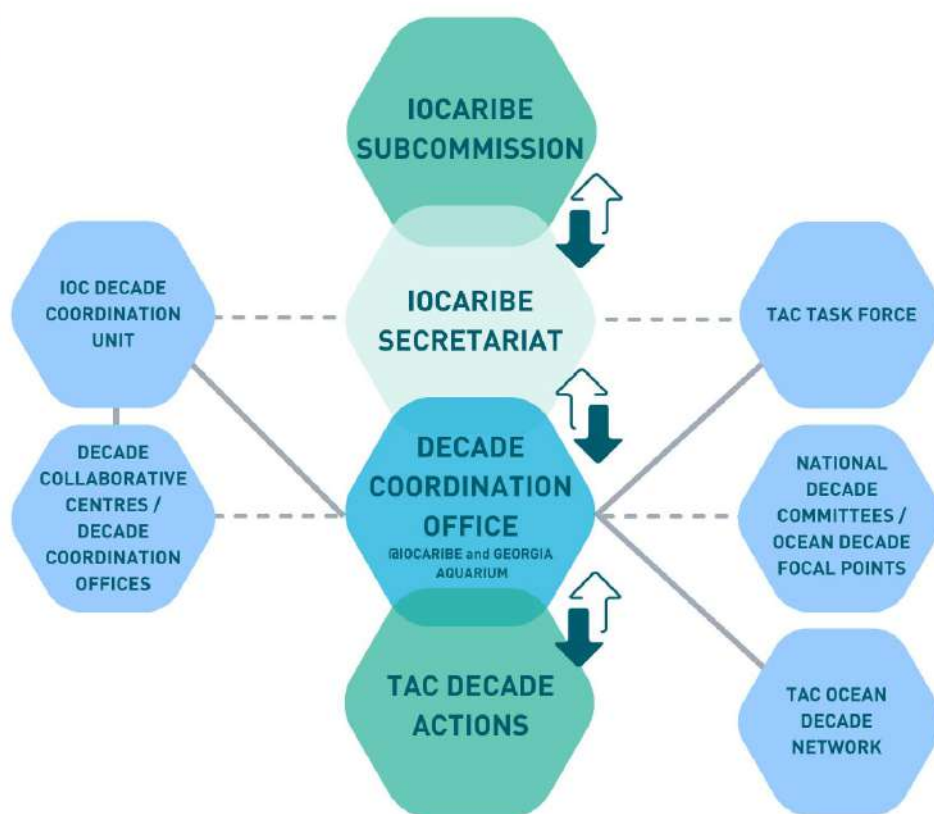 IOCARIBE
SUBCOMMISSION
IOC DECADE
COORDINATION
UNIT
IOCARIBE
SECRETARIAT
TAC TASK FORCE
DECADE
COLLABORATIVE
CENTRES /
DECADE
COORDINATION
OFFICES
DECADE
COORDINATION
OFFICE
@IOCARIBE and GEORGIA
AQUARIUM
NATIONAL
DECADE
COMMITTEES /
OCEAN DECADE
FOCAL POINTS
TAC DECADE
ACTIONS
TAC OCEAN
DECADE
NETWORK